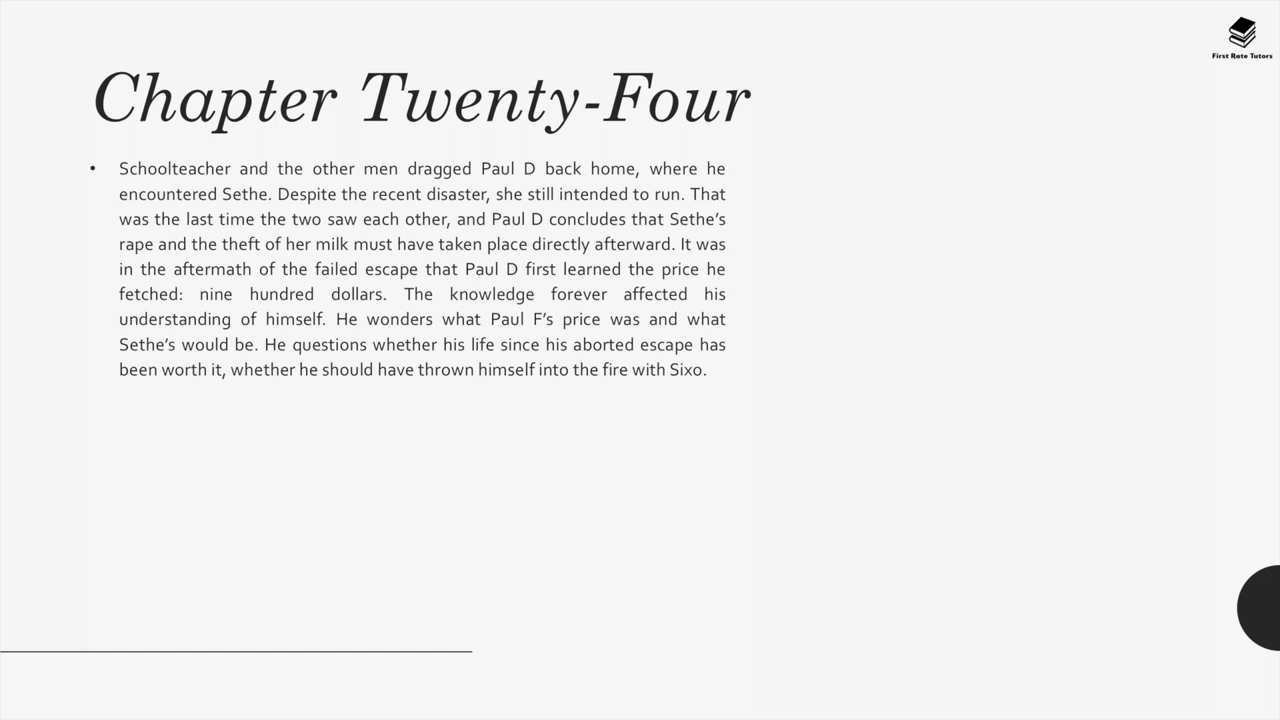 First Rate Tutors
Chapter Twenty-Four
• Schoolteacher and the other men dragged Paul D back home, where he
encountered Sethe. Despite the recent disaster, she still intended to run. That
was the last time the two saw each other, and Paul D concludes that Sethe’s
rape and the theft of her milk must have taken place directly afterward. It was
in the aftermath of the failed escape that Paul D first learned the price he
fetched: nine hundred dollars. The knowledge forever affected his
understanding of himself. He wonders what Paul F’s price was and what
Sethe’s would be. He questions whether his life since his aborted escape has
been worth it, whether he should have thrown himself into the fire with Sixo.